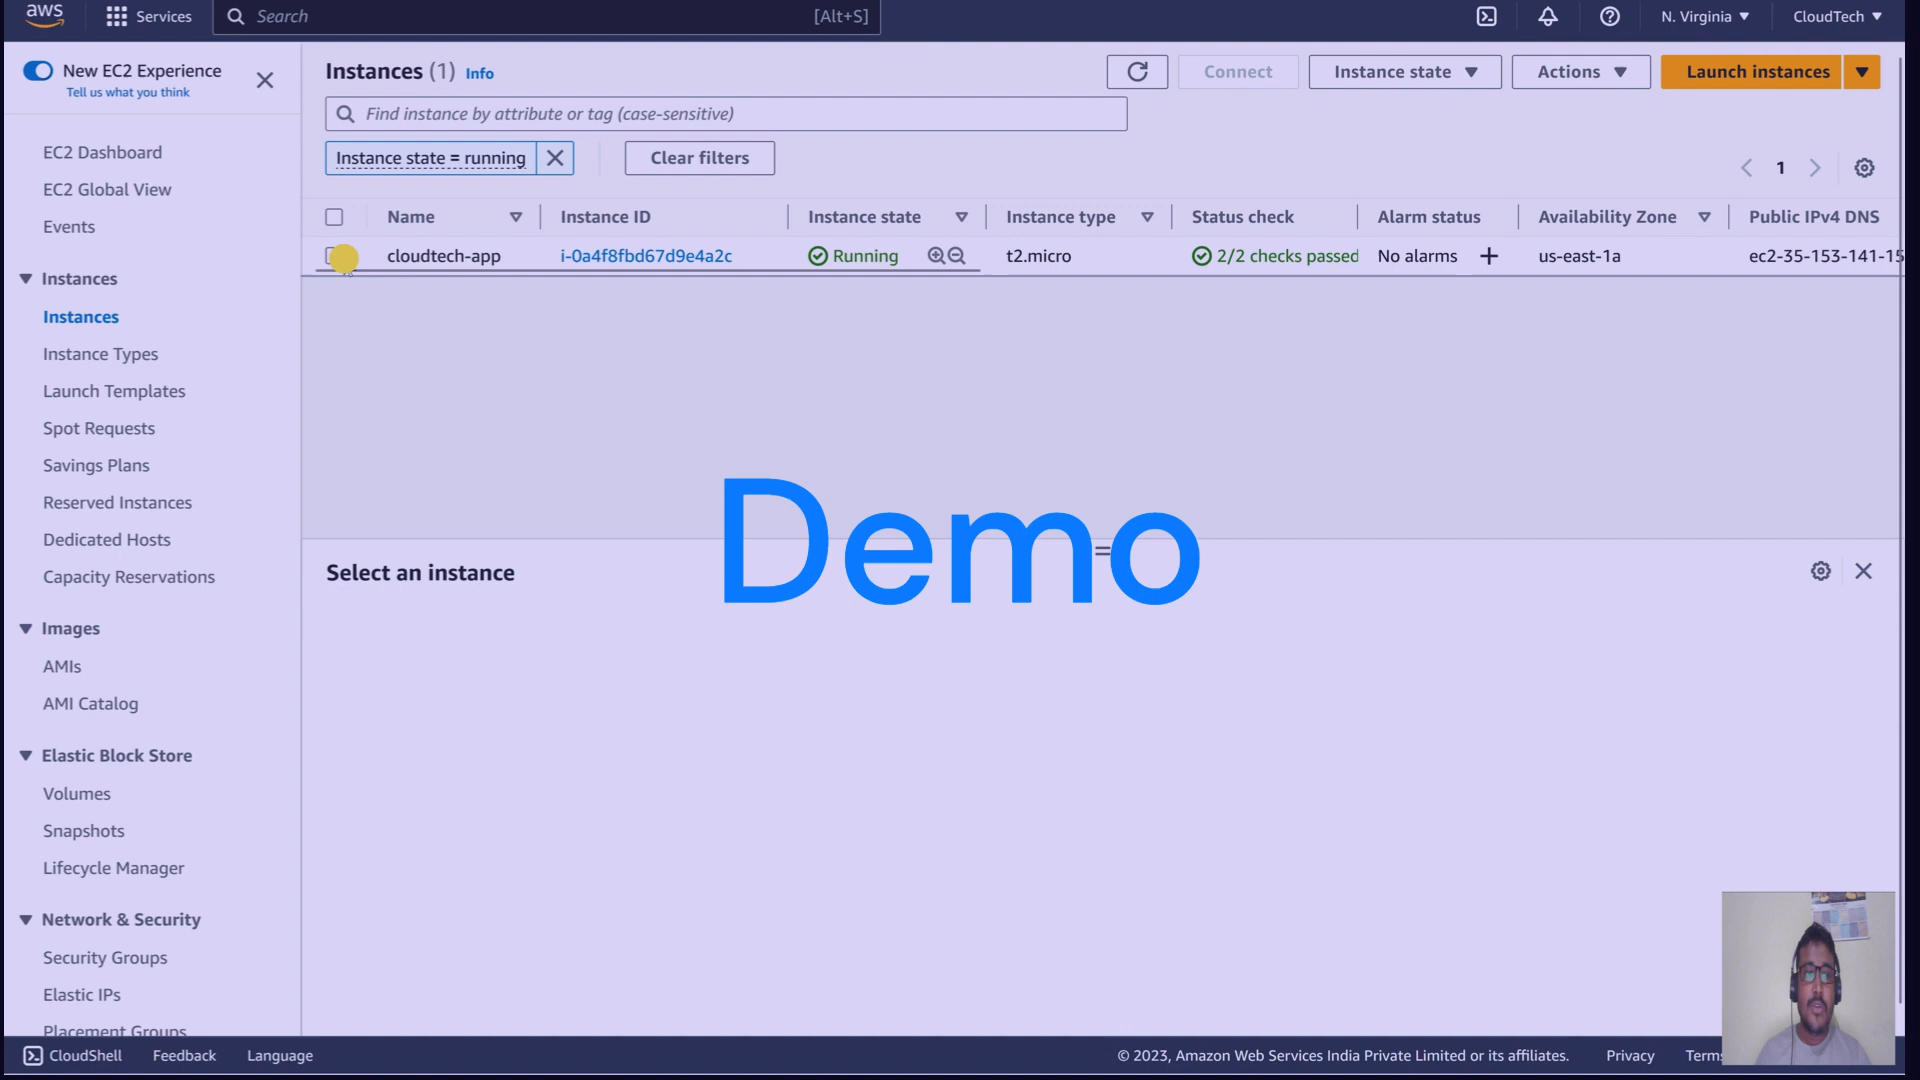 aws
Services
Search
[Alt+S]
N. Virginia
CloudTech
New EC2 Experience
Tell us what you think
EC2 Dashboard
EC2 Global View
Events
Instances
Instances
Instance Types
Launch Templates
Spot Requests
Savings Plans
Reserved Instances
Dedicated Hosts
Capacity Reservations
Images
AMIs
AMI Catalog
Elastic Block Store
Volumes
Snapshots
Lifecycle Manager
Network & Security
Security Groups
Elastic IPs
Placement Groups
Instances (1) Info
Connect
Instance state
Actions
Launch instances
Find instance by attribute or tag (case-sensitive)
Instance state = running
Clear filters
1
Name Instance ID Instance state Instance type Status check Alarm status Availability Zone Public IPv4 DNS
cloudtech-app i-0a4f8fbd67d9e4a2c Running t2.micro 2/2 checks passed No alarms + us-east-1a ec2-35-153-141-15
Demo
Select an instance
CloudShell Feedback Language
© 2023, Amazon Web Services India Private Limited or its affiliates. Privacy Terms